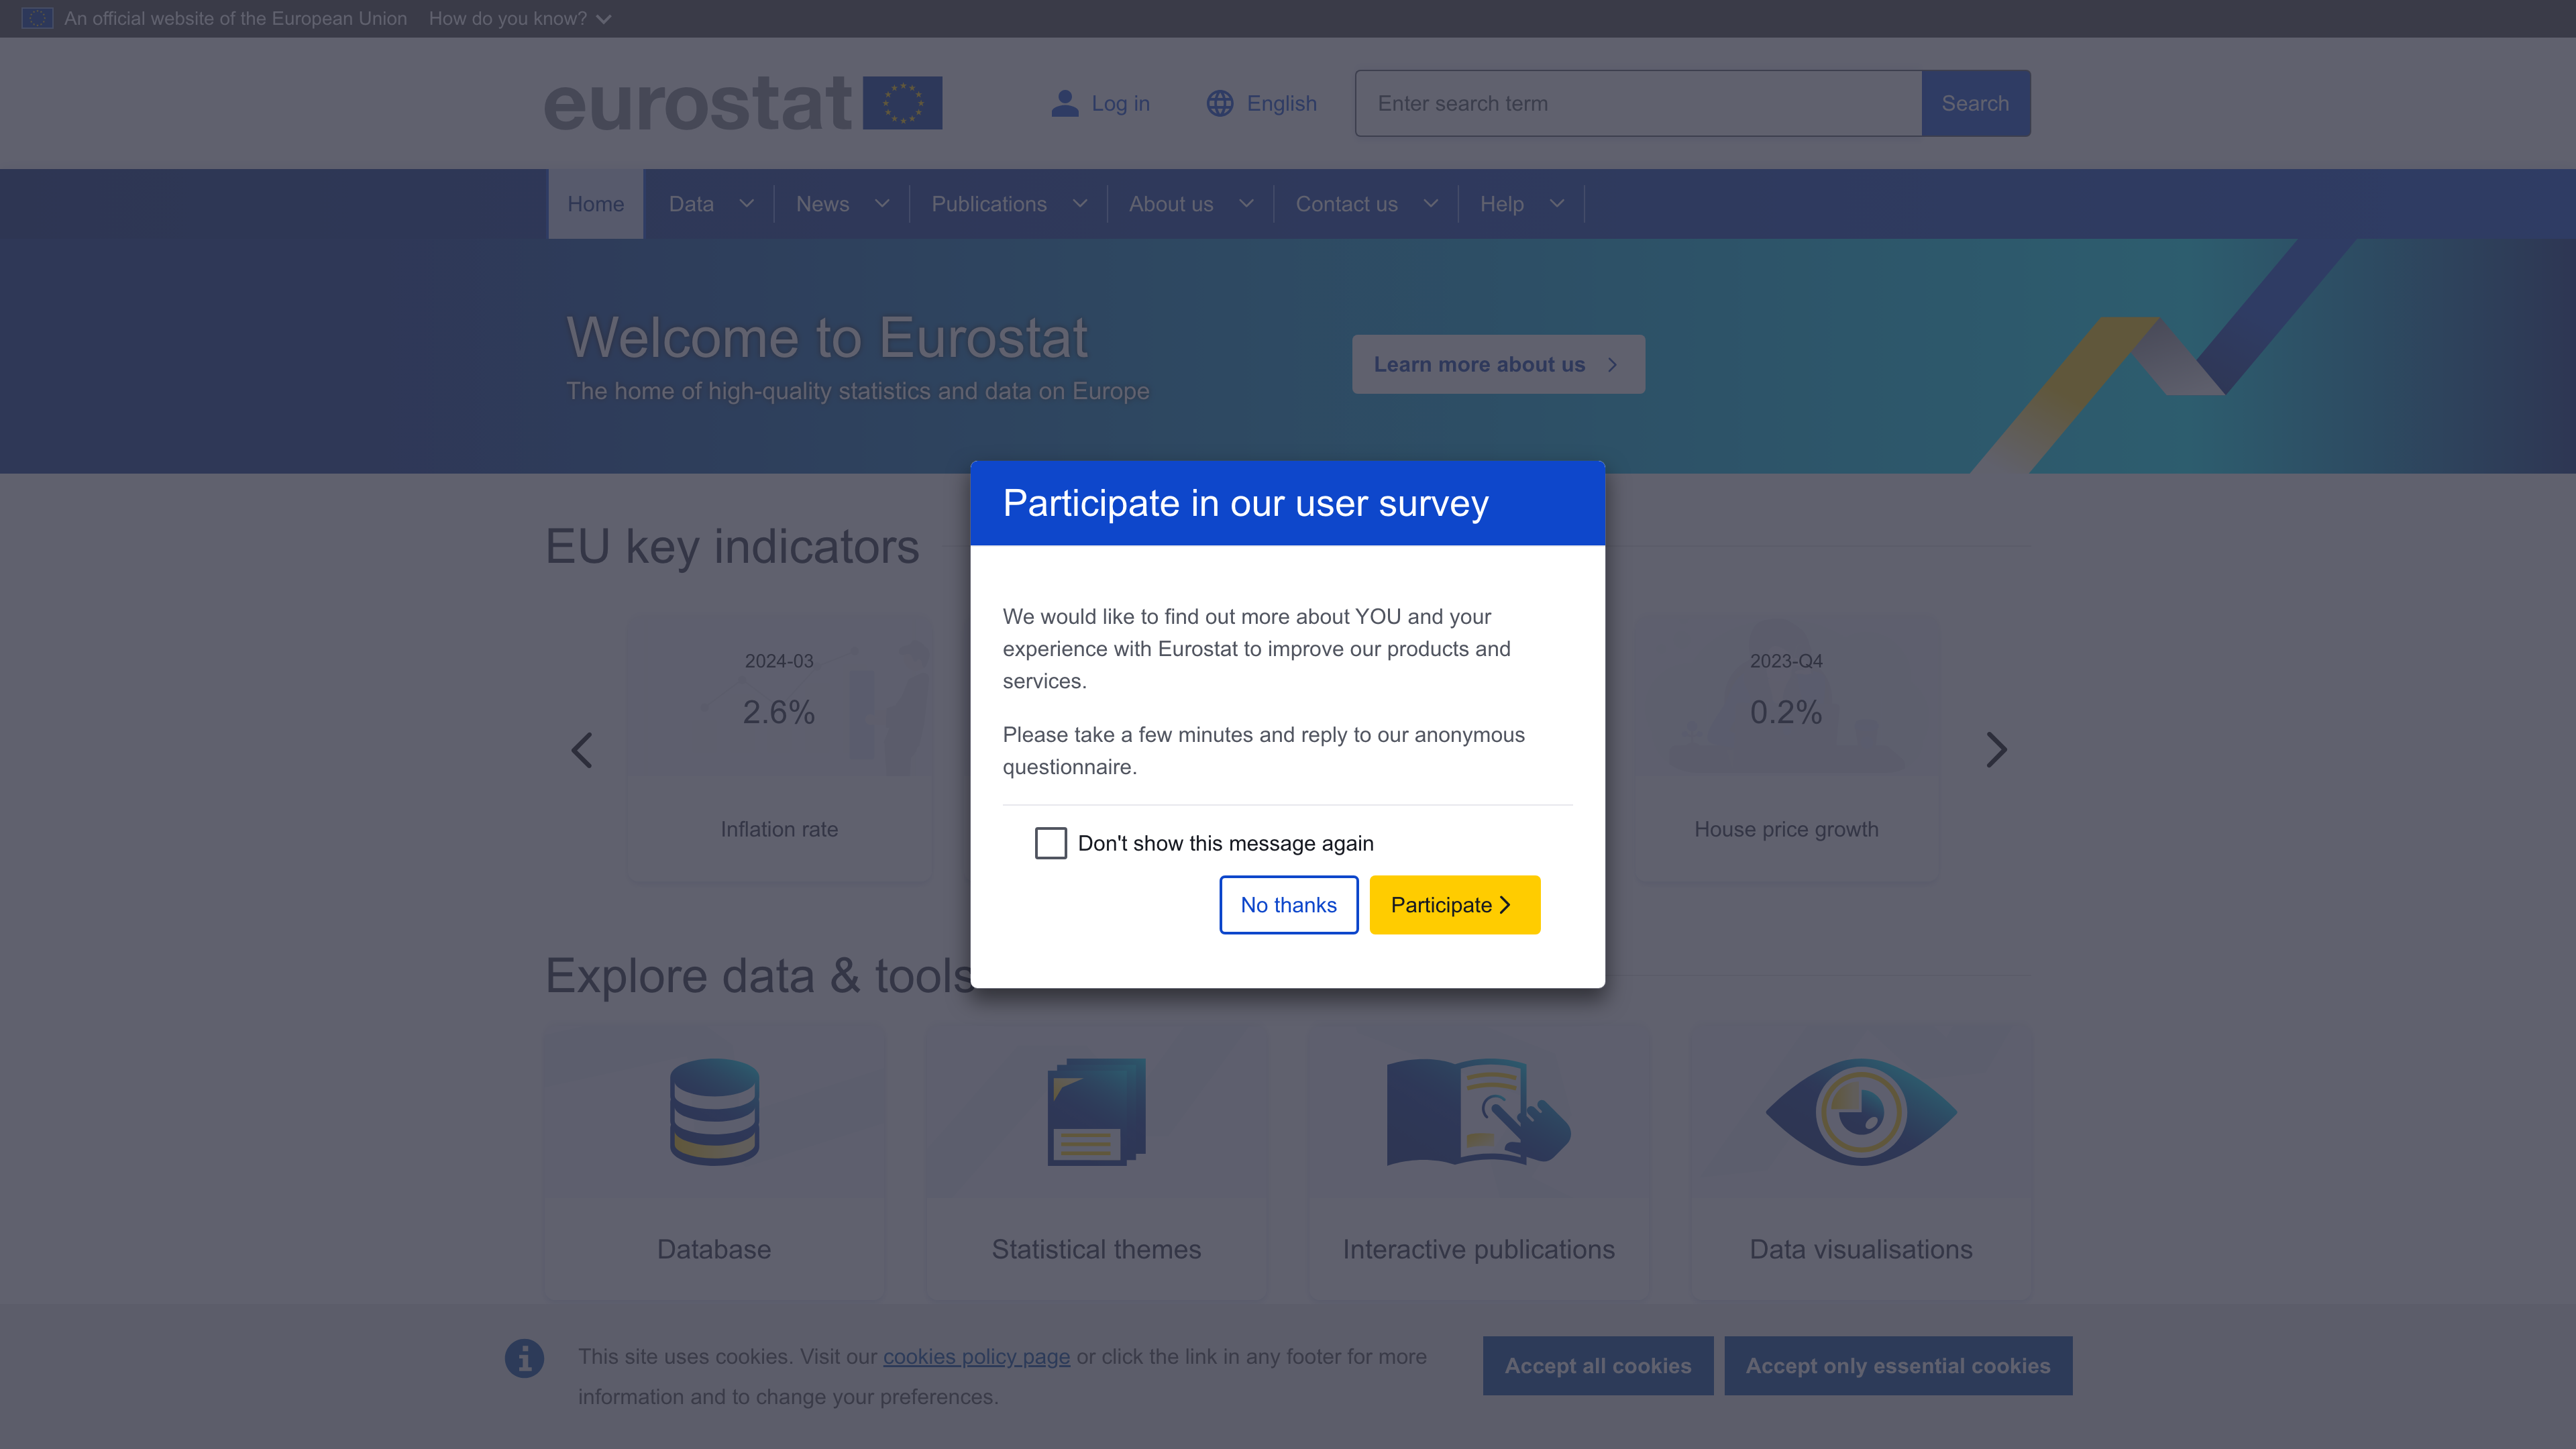 An official website of the European Union How do you know?
eurostat
Log in
English
Enter search term
Search
Home Data News Publications About us Contact us Help
Welcome to Eurostat
The home of high-quality statistics and data on Europe
Learn more about us
Participate in our user survey
We would like to find out more about YOU and your
experience with Eurostat to improve our products and
services.
Please take a few minutes and reply to our anonymous
questionnaire.
Don't show this message again
No thanks
Participate
EU key indicators
2024-03
2.6%
Inflation rate
2023-Q4
0.2%
House price growth
Explore data & tools
Database
Statistical themes
Interactive publications
Data visualisations
This site uses cookies. Visit our cookies policy page or click the link in any footer for more
information and to change your preferences.
Accept all cookies
Accept only essential cookies